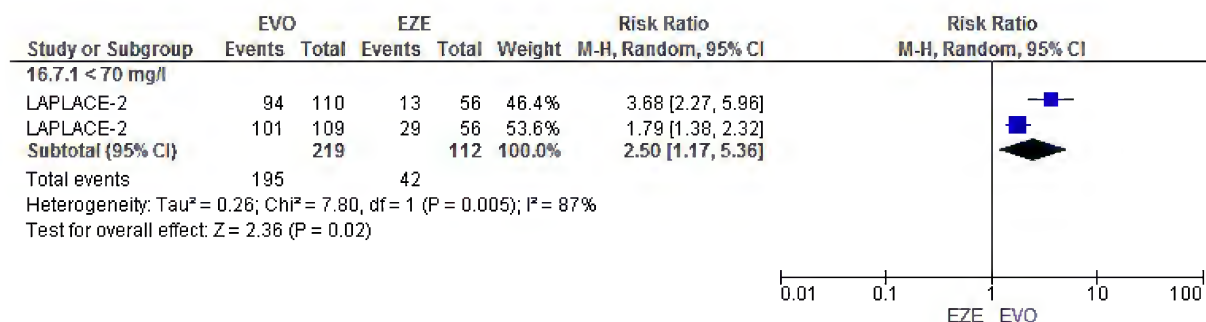 EVO EZE Risk Ratio Risk Ratio
Study or Subgroup Events Total Events Total Weight M-H, Random, 95% CI M-H, Random, 95% CI
16.7.1 < 70 mg/l
LAPLACE-2 94 110 13 56 46.4% 3.68 [2.27, 5.96]
LAPLACE-2 101 109 29 56 53.6% 1.79 [1.38, 2.32]
Subtotal (95% CI) 219 112 100.0% 2.50 [1.17, 5.36]
Total events 195 42
Heterogeneity: Tau² = 0.26; Chi² = 7.80, df = 1 (P = 0.005); I² = 87%
Test for overall effect: Z = 2.36 (P = 0.02)
0.01 0.1 1 10 100
EZE EVO